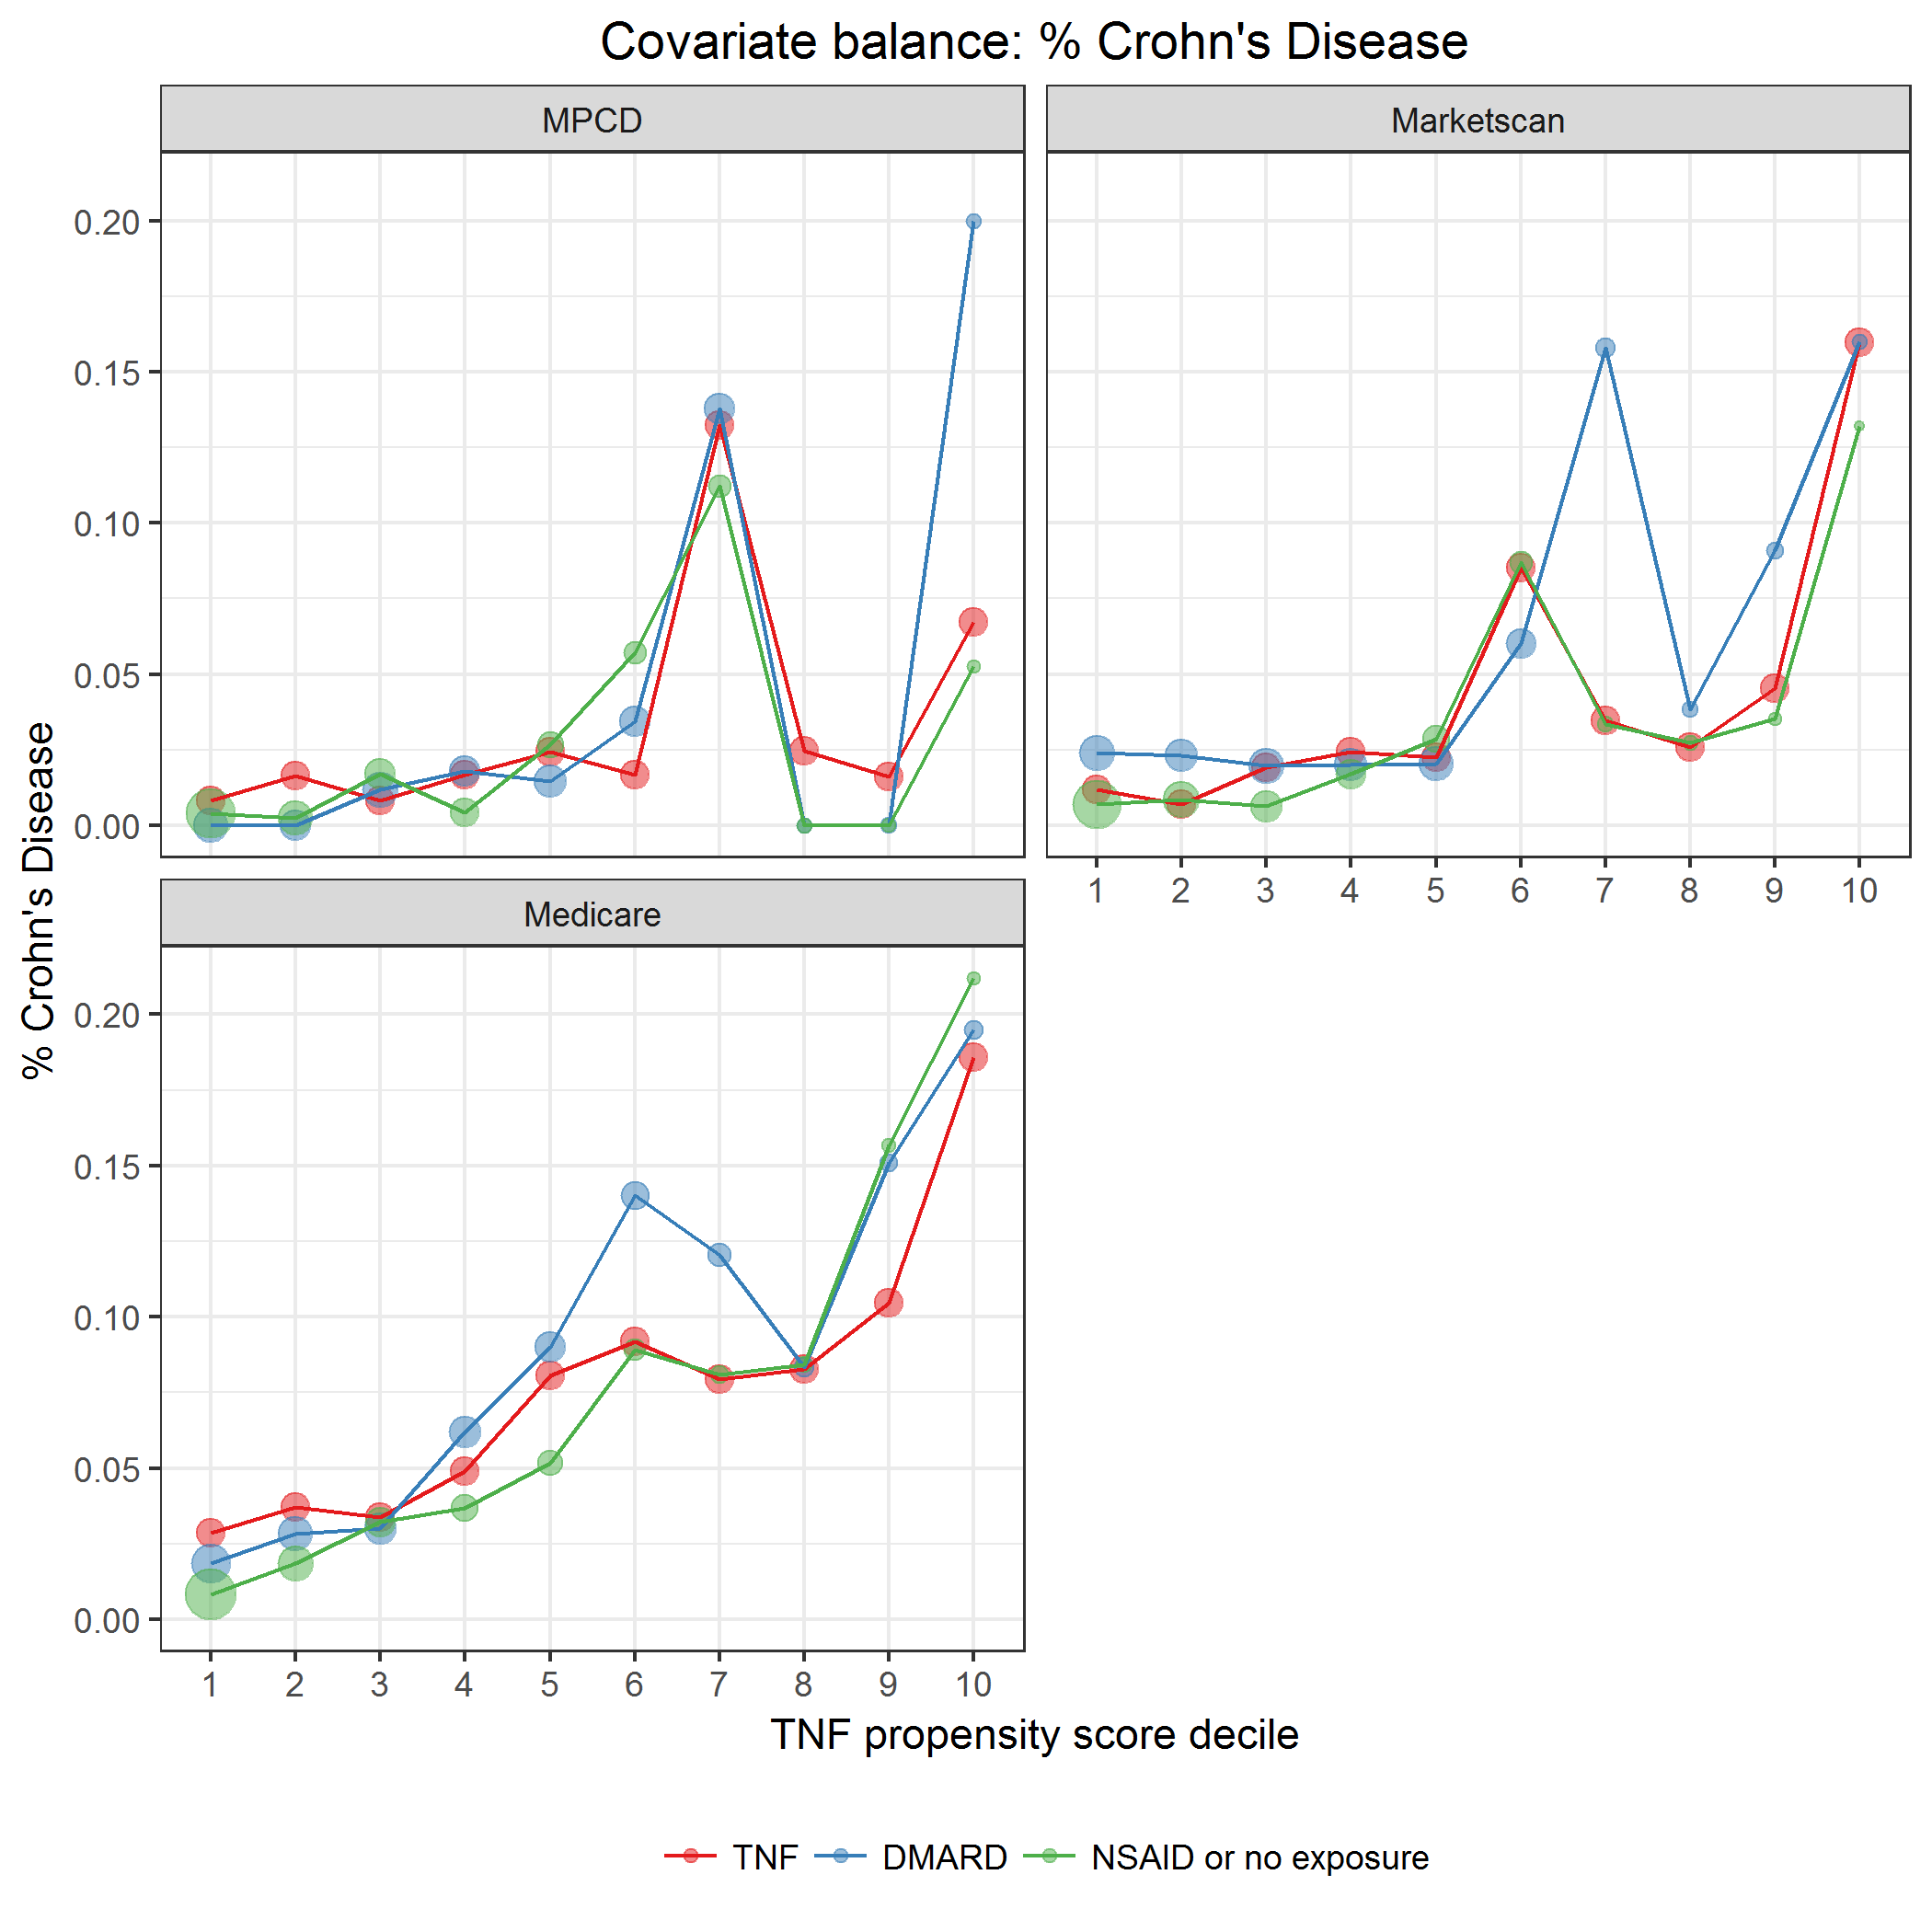 Covariate balance: % Crohn's Disease
MPCD
Marketscan
0.20
0.15
0.10
0.05
0.00
1 2 3 4 5 6 7 8 9 10
Medicare
0.20
0.15
0.10
0.05
0.00
1 2 3 4 5 6 7 8 9 10
% Crohn's Disease
TNF propensity score decile
TNF DMARD NSAID or no exposure